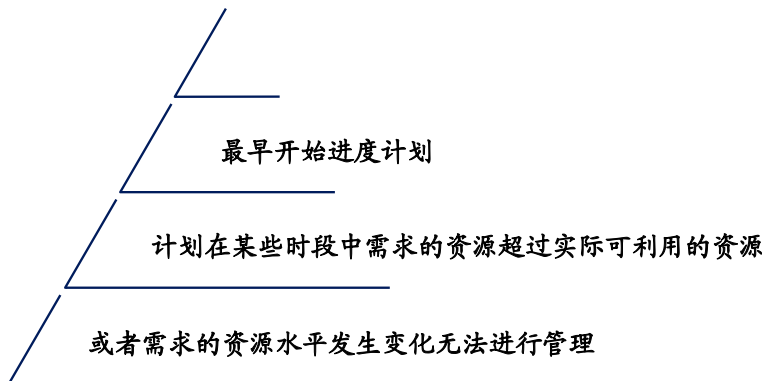 最早开始进度计划
计划在某些时段中需求的资源超过实际可利用的资源
或者需求的资源水平发生变化无法进行管理